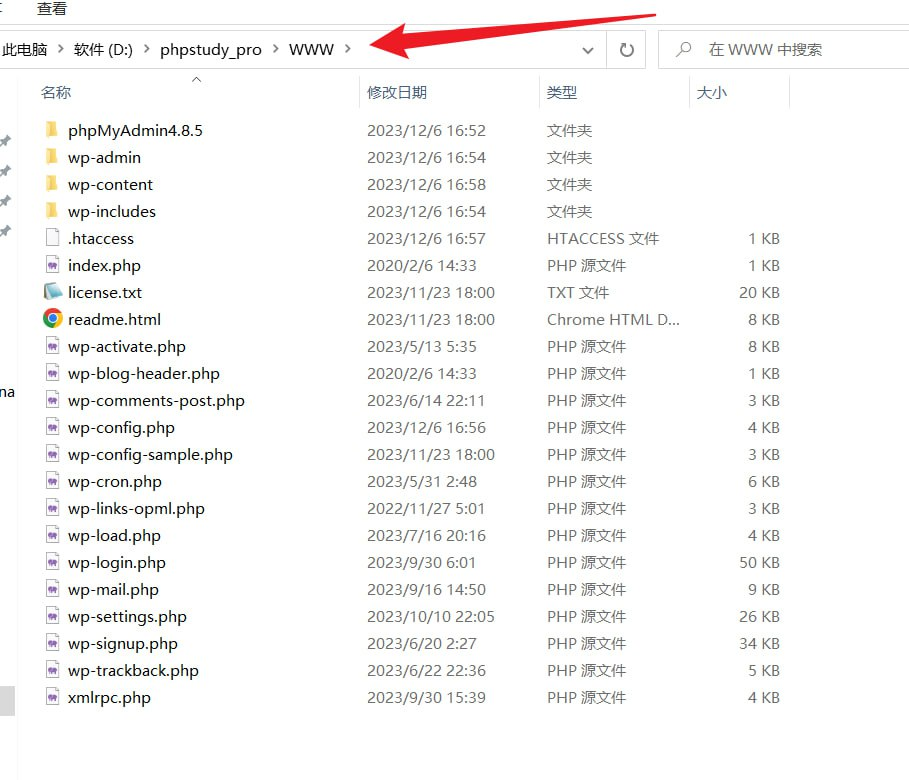 查看
此电脑 > 软件 (D:) > phpstudy_pro > WWW >
在 WWW 中搜索
名称 修改日期 类型 大小
phpMyAdmin4.8.5 2023/12/6 16:52 文件夹
wp-admin 2023/12/6 16:54 文件夹
wp-content 2023/12/6 16:58 文件夹
wp-includes 2023/12/6 16:54 文件夹
.htaccess 2023/12/6 16:57 HTACCESS 文件 1 KB
index.php 2020/2/6 14:33 PHP 源文件 1 KB
license.txt 2023/11/23 18:00 TXT 文件 20 KB
readme.html 2023/11/23 18:00 Chrome HTML D... 8 KB
wp-activate.php 2023/5/13 5:35 PHP 源文件 8 KB
wp-blog-header.php 2020/2/6 14:33 PHP 源文件 1 KB
na
wp-comments-post.php 2023/6/14 22:11 PHP 源文件 3 KB
wp-config.php 2023/12/6 16:56 PHP 源文件 4 KB
wp-config-sample.php 2023/11/23 18:00 PHP 源文件 3 KB
wp-cron.php 2023/5/31 2:48 PHP 源文件 6 KB
wp-links-opml.php 2022/11/27 5:01 PHP 源文件 3 KB
wp-load.php 2023/7/16 20:16 PHP 源文件 4 KB
wp-login.php 2023/9/30 6:01 PHP 源文件 50 KB
wp-mail.php 2023/9/16 14:50 PHP 源文件 9 KB
wp-settings.php 2023/10/10 22:05 PHP 源文件 26 KB
wp-signup.php 2023/6/20 2:27 PHP 源文件 34 KB
wp-trackback.php 2023/6/22 22:36 PHP 源文件 5 KB
xmlrpc.php 2023/9/30 15:39 PHP 源文件 4 KB